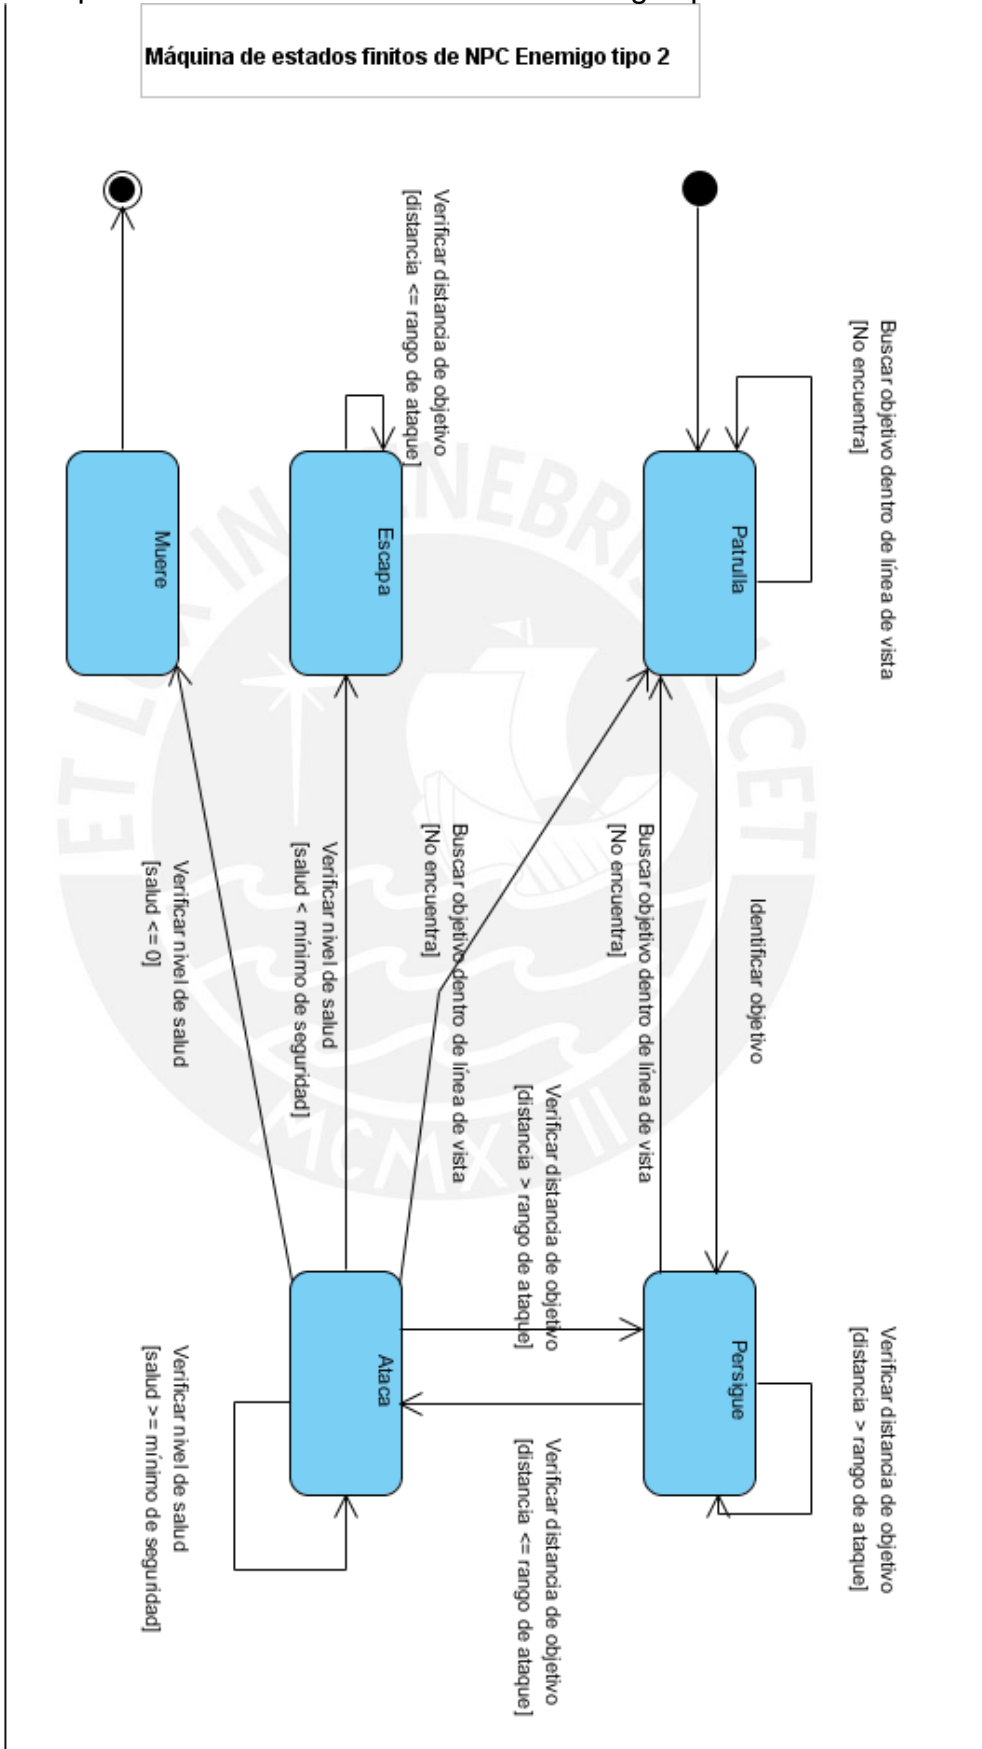 Máquina de estados finitos de NPC Enemigo tipo 2
Buscar objetivo dentro de línea de vista
[No encuentra]
Patrulla
Identificar objetivo
Verificar distancia de objetivo
[distancia > rango de ataque]
Persigue
Buscar objetivo dentro de línea de vista
[No encuentra]
Verificar distancia de objetivo
[distancia > rango de ataque]
Verificar distancia de objetivo
[distancia <= rango de ataque]
Verificar distancia de objetivo
[distancia <= rango de ataque]
Escapa
Buscar objetivo dentro de línea de vista
[No encuentra]
Verificar nivel de salud
[salud < mínimo de seguridad]
Ataca
Muere
Verificar nivel de salud
[salud <= 0]
Verificar nivel de salud
[salud >= mínimo de seguridad]
MCMXVII